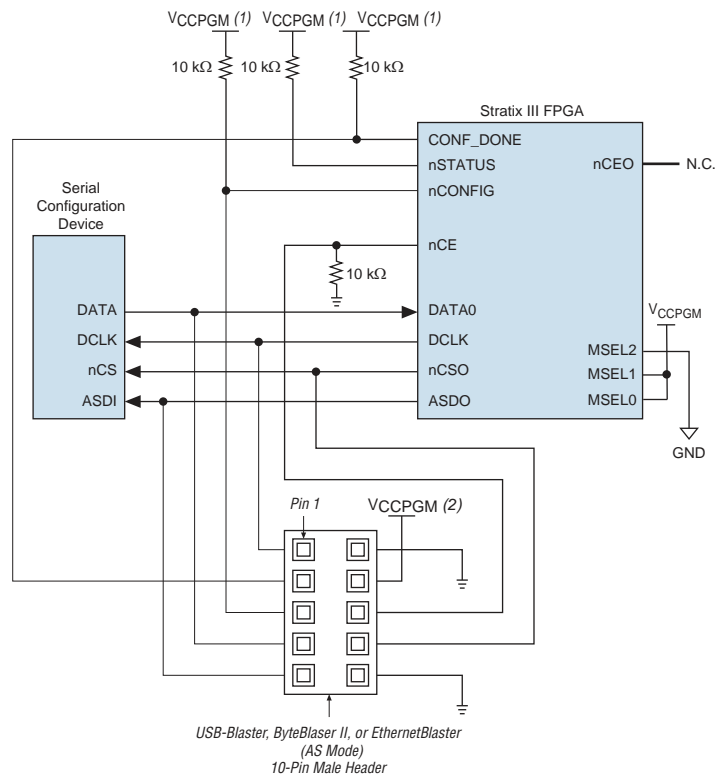 VCCPGM (1) VCCPGM (1) VCCPGM (1)
10 kΩ 10 kΩ 10 kΩ
Stratix III FPGA
CONF_DONE
nSTATUS
nCONFIG
nCE
nCEO
N.C.
10 kΩ
Serial
Configuration
Device
DATA
DCLK
nCS
ASDI
DATA0
DCLK
nCSO
ASDO
VCCPGM
MSEL2
MSEL1
MSEL0
GND
Pin 1
VCCPGM (2)
USB-Blaster, ByteBlaser II, or EthernetBlaster
(AS Mode)
10-Pin Male Header